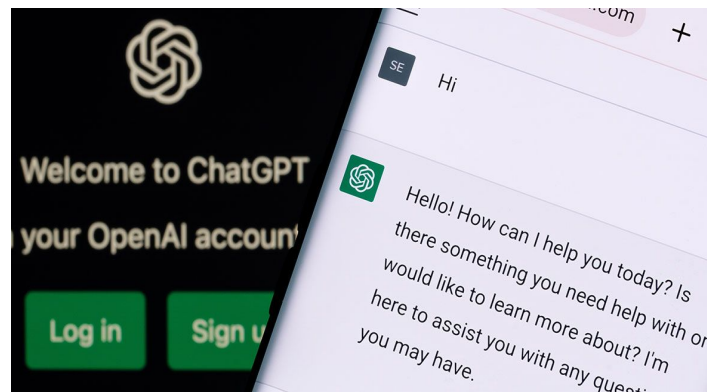 Welcome to ChatGPT
your OpenAI account
Log in
Sign u
.com
+
SE
Hi
Hello! How can I help you today? Is
there something you need help with or
would like to learn more about? I'm
here to assist you with any questi
you may have.